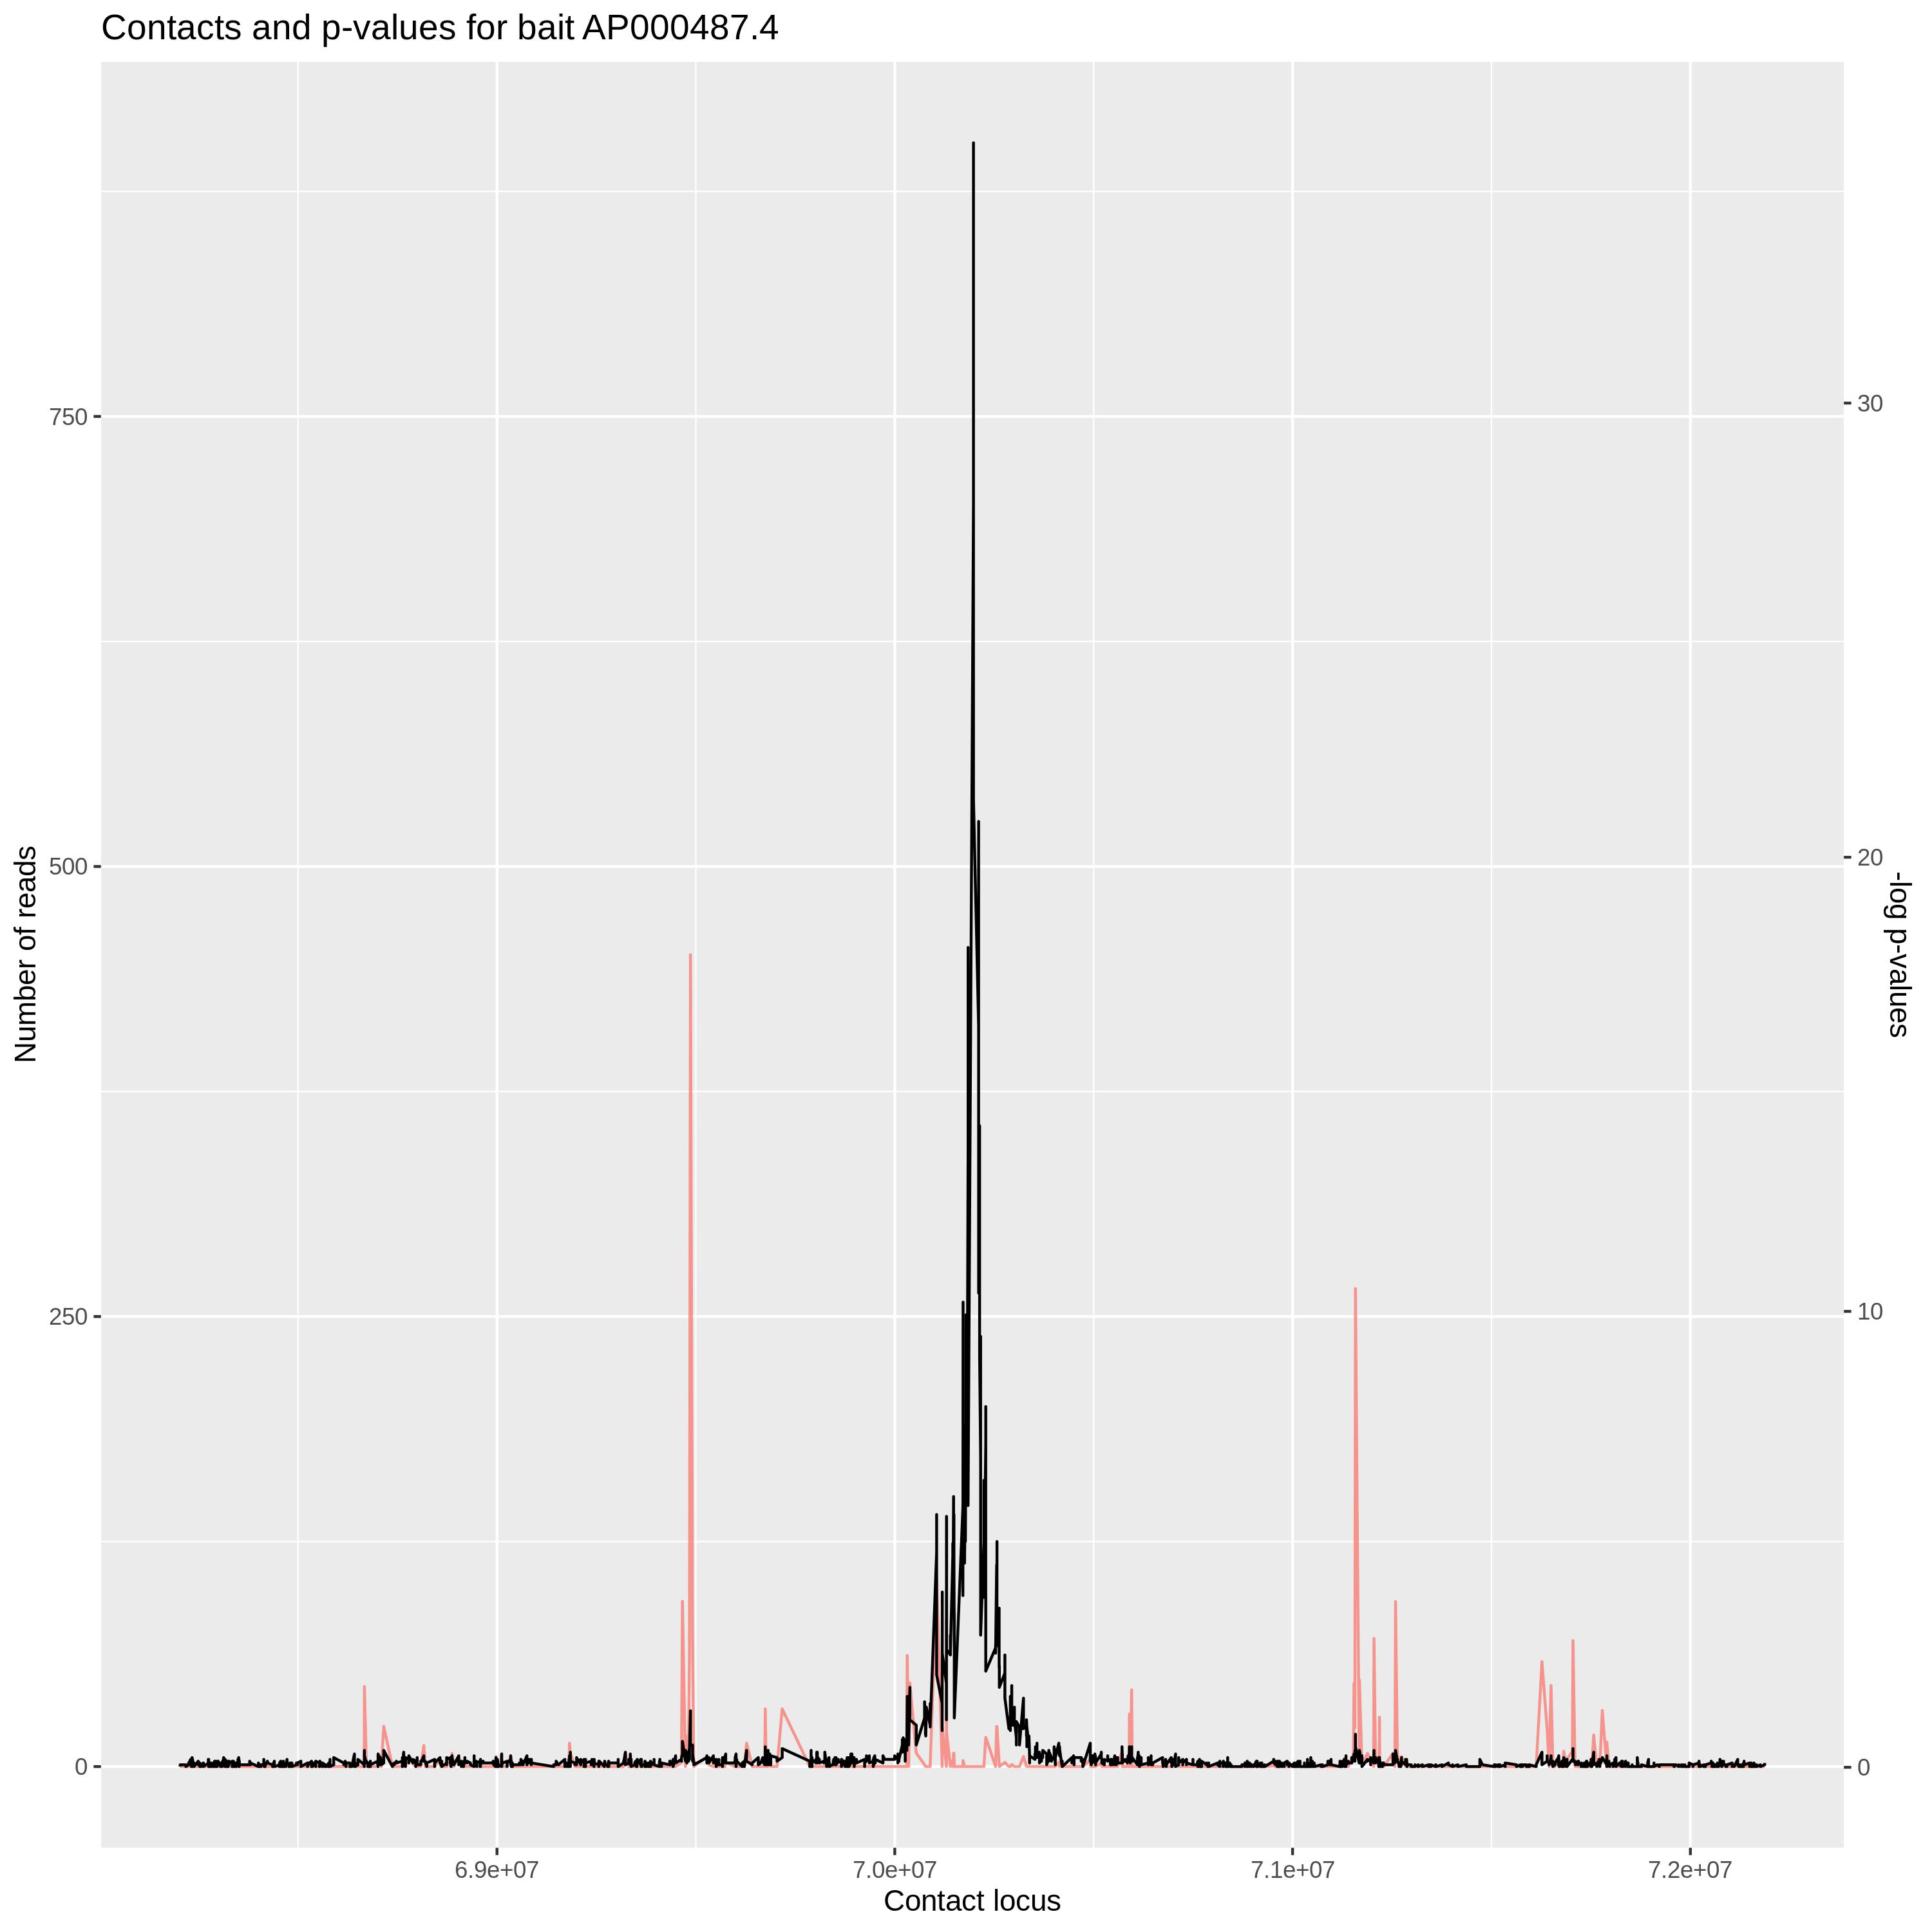 Contacts and p-values for bait AP000487.4
750
500
250
0
30
20
10
0
Number of reads
-log p-values
6.9e+07 7.0e+07 7.1e+07 7.2e+07
Contact locus